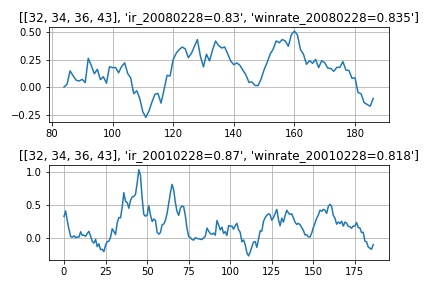 [[32, 34, 36, 43], 'ir_20080228=0.83', 'winrate_20080228=0.835']
0.50
0.25
0.00
-0.25
80 100 120 140 160 180
[[32, 34, 36, 43], 'ir_20010228=0.87', 'winrate_20010228=0.818']
1.0
0.5
0.0
0 25 50 75 100 125 150 175